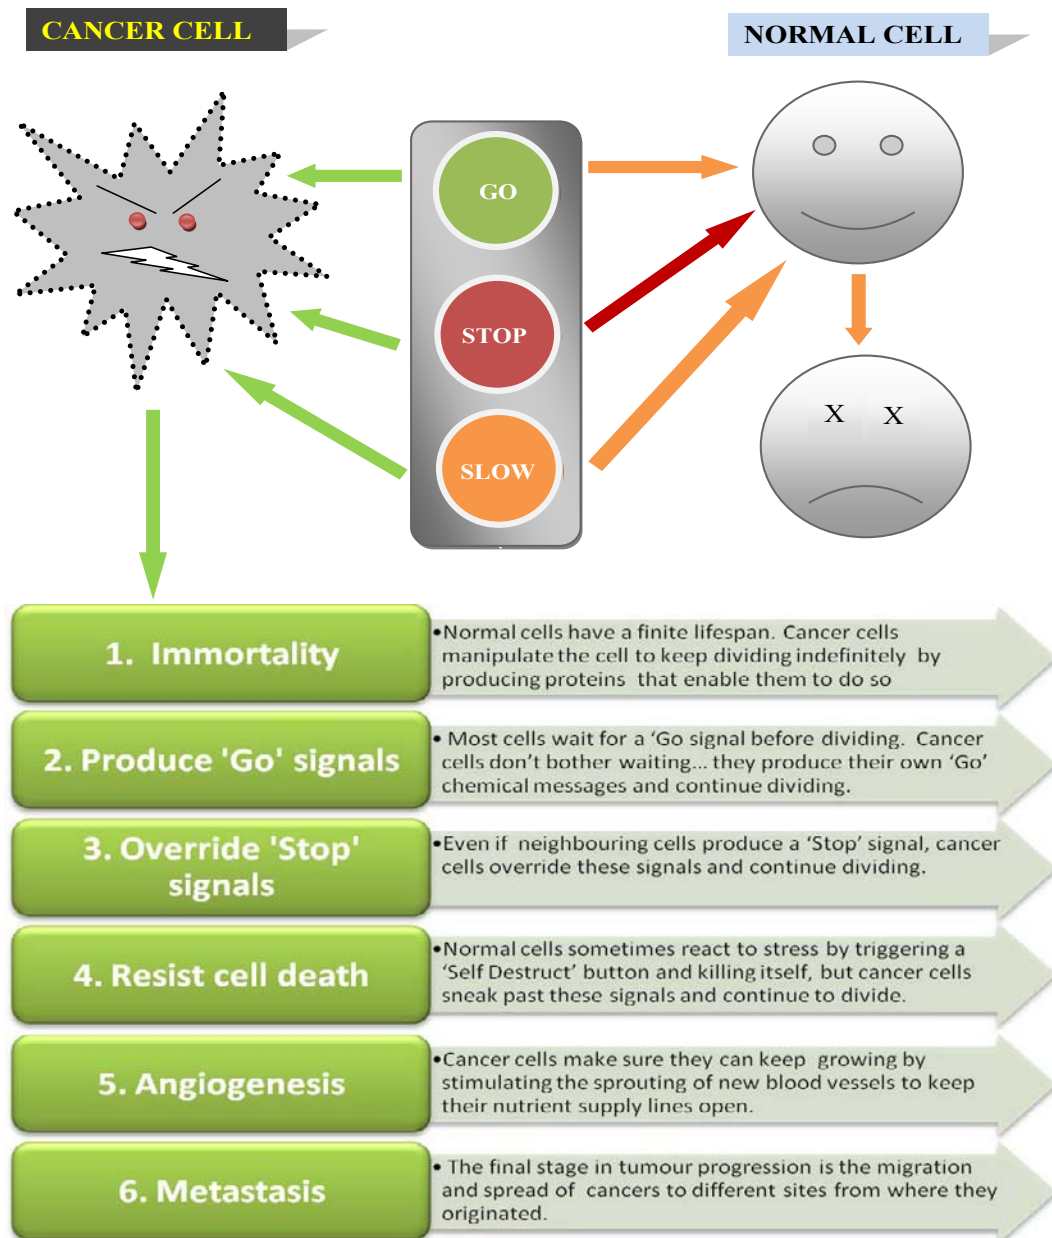 CANCER CELL
NORMAL CELL
GO
STOP
SLOW
X X
1. Immortality
•Normal cells have a finite lifespan. Cancer cells
manipulate the cell to keep dividing indefinitely by
producing proteins that enable them to do so
2. Produce 'Go' signals
• Most cells wait for a ‘Go signal before dividing. Cancer
cells don’t bother waiting... they produce their own ‘Go’
chemical messages and continue dividing.
3. Override 'Stop'
signals
•Even if neighbouring cells produce a ‘Stop’ signal, cancer
cells override these signals and continue dividing.
4. Resist cell death
•Normal cells sometimes react to stress by triggering a
‘Self Destruct’ button and killing itself, but cancer cells
sneak past these signals and continue to divide.
5. Angiogenesis
•Cancer cells make sure they can keep growing by
stimulating the sprouting of new blood vessels to keep
their nutrient supply lines open.
6. Metastasis
• The final stage in tumour progression is the migration
and spread of cancers to different sites from where they
originated.